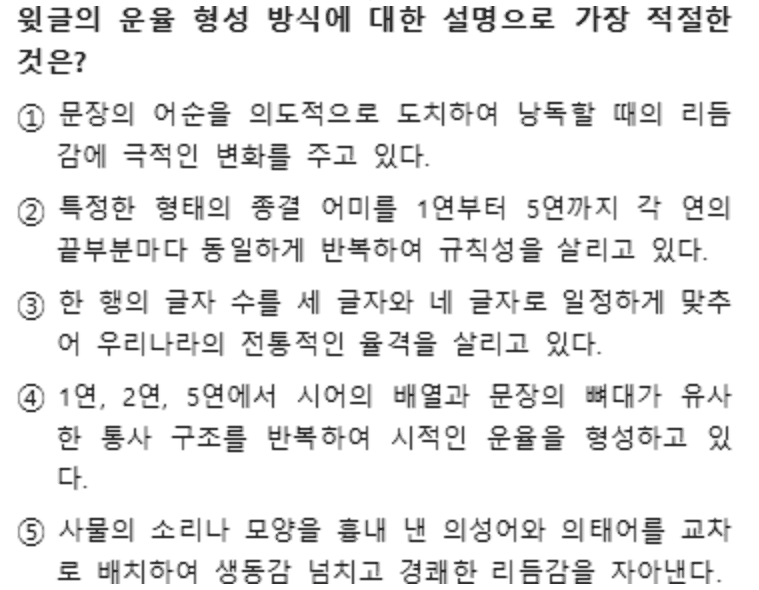 윗글의 운율 형성 방식에 대한 설명으로 가장 적절한
것은?
① 문장의 어순을 의도적으로 도치하여 낭독할 때의 리듬
감에 극적인 변화를 주고 있다.
② 특정한 형태의 종결 어미를 1연부터 5연까지 각 연의
끝부분마다 동일하게 반복하여 규칙성을 살리고 있다.
③ 한 행의 글자 수를 세 글자와 네 글자로 일정하게 맞추
어 우리나라의 전통적인 율격을 살리고 있다.
④ 1연, 2연, 5연에서 시어의 배열과 문장의 뼈대가 유사
한 통사 구조를 반복하여 시적인 운율을 형성하고 있
다.
⑤ 사물의 소리나 모양을 흉내 낸 의성어와 의태어를 교차
로 배치하여 생동감 넘치고 경쾌한 리듬감을 자아낸다.